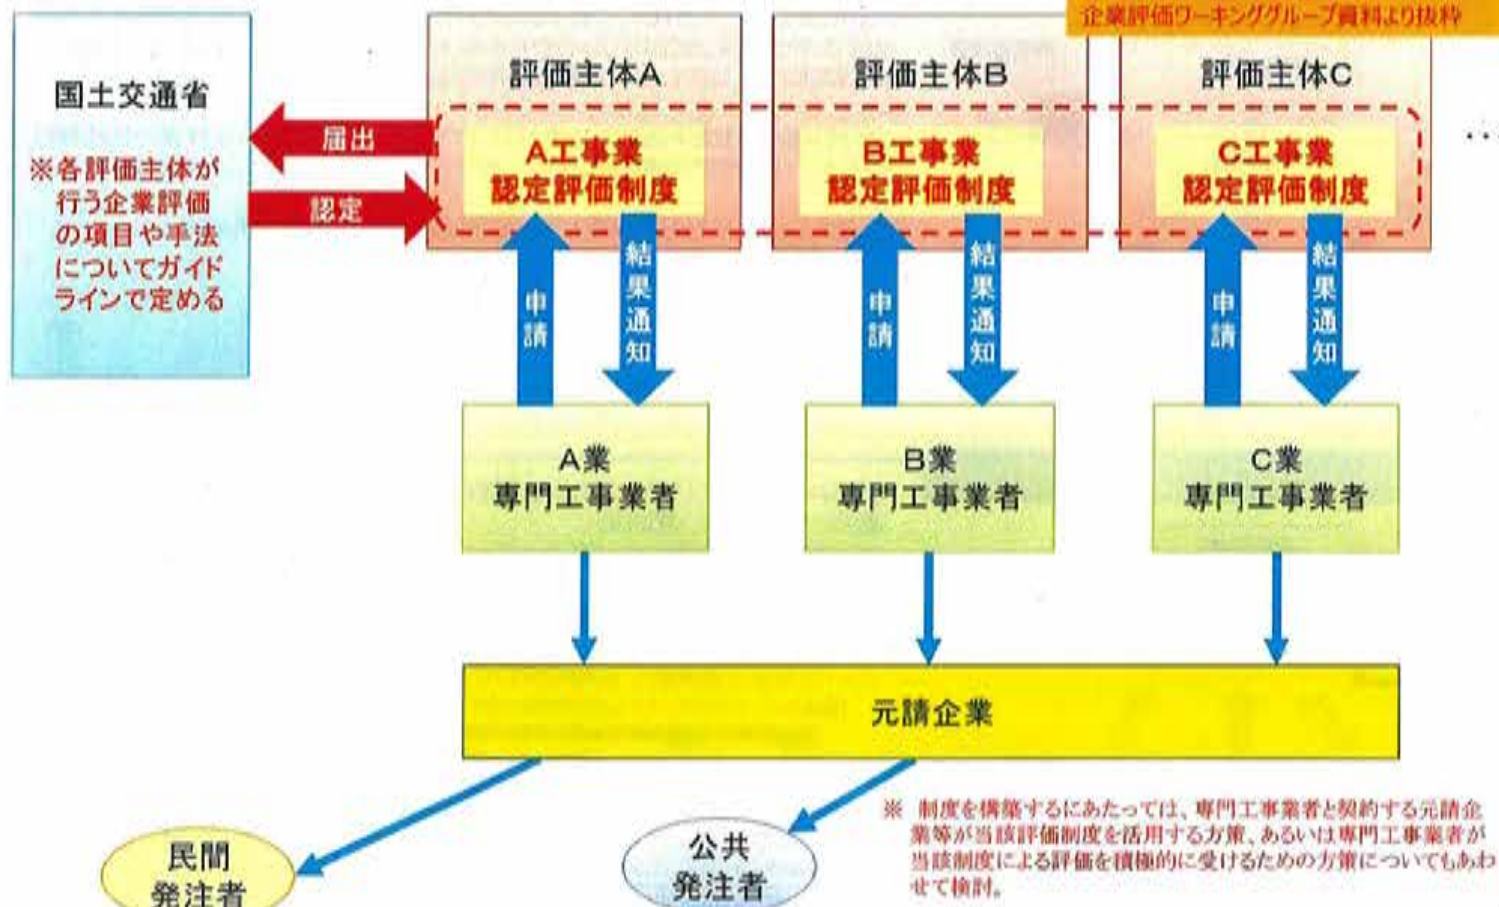 企業評価ワーキンググループ資料より抜粋
国土交通省
※各評価主体が
行う企業評価
の項目や手法
についてガイド
ラインで定める
届出
認定
評価主体A
A工事業
認定評価制度
評価主体B
B工事業
認定評価制度
評価主体C
C工事業
認定評価制度
・・
申請
結果通知
申請
結果通知
申請
結果通知
A業
専門工事業者
B業
専門工事業者
C業
専門工事業者
元請企業
民間
発注者
公共
発注者
※ 制度を構築するにあたっては、専門工事業者と契約する元請企
業等が当該評価制度を活用する方策、あるいは専門工事業者が
当該制度による評価を積極的に受けるための方策についてもあわ
せて検討。